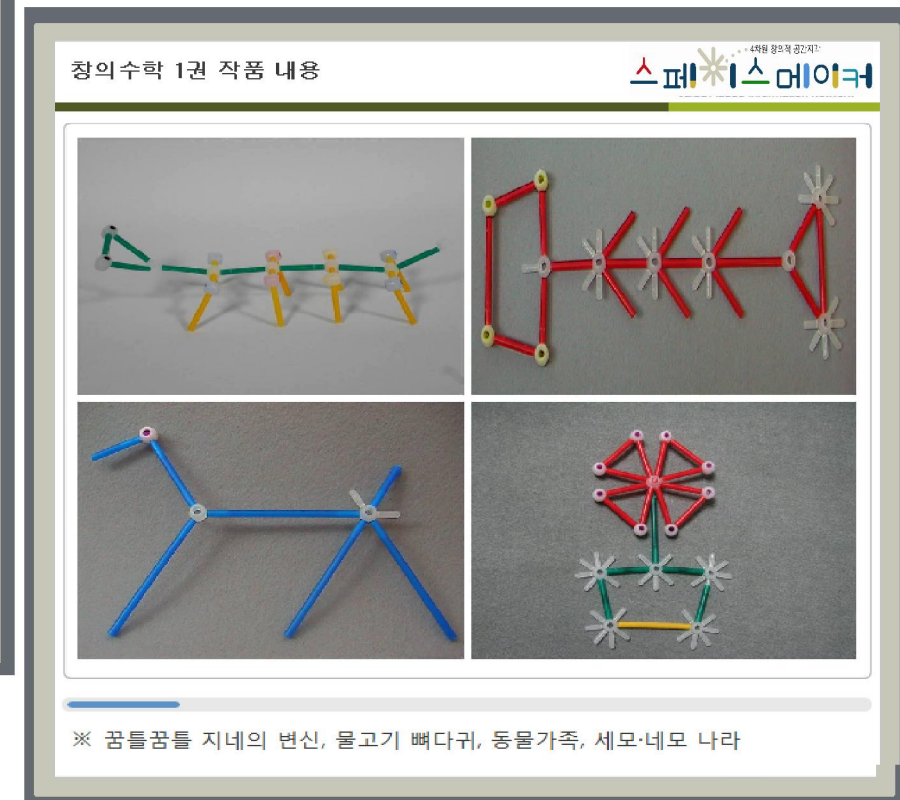 창의수학 1권 작품 내용
4차원 창의적 공간지각
스페이스 메이커
※ 꿈틀꿈틀 지네의 변신, 물고기 뼈다귀, 동물가족, 세모·네모 나라